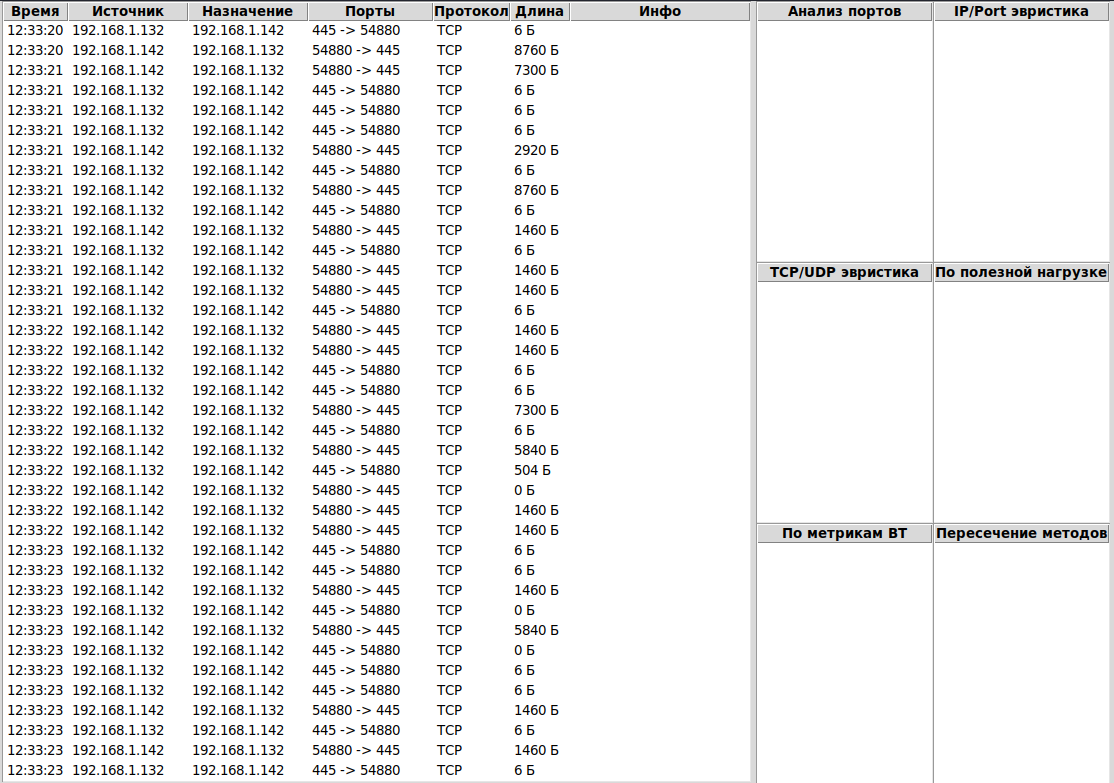 Время Источник Назначение Порты Протокол Длина Инфо Анализ портов IP/Port эвристика
12:33:20 192.168.1.132 192.168.1.142 445 -> 54880 TCP 6 Б
12:33:20 192.168.1.142 192.168.1.132 54880 -> 445 TCP 8760 Б
12:33:21 192.168.1.142 192.168.1.132 54880 -> 445 TCP 7300 Б
12:33:21 192.168.1.132 192.168.1.142 445 -> 54880 TCP 6 Б
12:33:21 192.168.1.132 192.168.1.142 445 -> 54880 TCP 6 Б
12:33:21 192.168.1.132 192.168.1.142 445 -> 54880 TCP 6 Б
12:33:21 192.168.1.142 192.168.1.132 54880 -> 445 TCP 2920 Б
12:33:21 192.168.1.132 192.168.1.142 445 -> 54880 TCP 6 Б
12:33:21 192.168.1.142 192.168.1.132 54880 -> 445 TCP 8760 Б
12:33:21 192.168.1.132 192.168.1.142 445 -> 54880 TCP 6 Б
12:33:21 192.168.1.142 192.168.1.132 54880 -> 445 TCP 1460 Б
12:33:21 192.168.1.132 192.168.1.142 445 -> 54880 TCP 6 Б
12:33:21 192.168.1.142 192.168.1.132 54880 -> 445 TCP 1460 Б TCP/UDP эвристика По полезной нагрузке
12:33:21 192.168.1.142 192.168.1.132 54880 -> 445 TCP 1460 Б
12:33:21 192.168.1.132 192.168.1.142 445 -> 54880 TCP 6 Б
12:33:22 192.168.1.142 192.168.1.132 54880 -> 445 TCP 1460 Б
12:33:22 192.168.1.142 192.168.1.132 54880 -> 445 TCP 1460 Б
12:33:22 192.168.1.132 192.168.1.142 445 -> 54880 TCP 6 Б
12:33:22 192.168.1.132 192.168.1.142 445 -> 54880 TCP 6 Б
12:33:22 192.168.1.142 192.168.1.132 54880 -> 445 TCP 7300 Б
12:33:22 192.168.1.132 192.168.1.142 445 -> 54880 TCP 6 Б
12:33:22 192.168.1.142 192.168.1.132 54880 -> 445 TCP 5840 Б
12:33:22 192.168.1.132 192.168.1.142 445 -> 54880 TCP 504 Б
12:33:22 192.168.1.142 192.168.1.132 54880 -> 445 TCP 0 Б
12:33:22 192.168.1.142 192.168.1.132 54880 -> 445 TCP 1460 Б
12:33:22 192.168.1.142 192.168.1.132 54880 -> 445 TCP 1460 Б По метрикам BT Пересечение методов
12:33:23 192.168.1.132 192.168.1.142 445 -> 54880 TCP 6 Б
12:33:23 192.168.1.132 192.168.1.142 445 -> 54880 TCP 6 Б
12:33:23 192.168.1.142 192.168.1.132 54880 -> 445 TCP 1460 Б
12:33:23 192.168.1.132 192.168.1.142 445 -> 54880 TCP 0 Б
12:33:23 192.168.1.142 192.168.1.132 54880 -> 445 TCP 5840 Б
12:33:23 192.168.1.132 192.168.1.142 445 -> 54880 TCP 0 Б
12:33:23 192.168.1.132 192.168.1.142 445 -> 54880 TCP 6 Б
12:33:23 192.168.1.132 192.168.1.142 445 -> 54880 TCP 6 Б
12:33:23 192.168.1.142 192.168.1.132 54880 -> 445 TCP 1460 Б
12:33:23 192.168.1.132 192.168.1.142 445 -> 54880 TCP 6 Б
12:33:23 192.168.1.142 192.168.1.132 54880 -> 445 TCP 1460 Б
12:33:23 192.168.1.132 192.168.1.142 445 -> 54880 TCP 6 Б